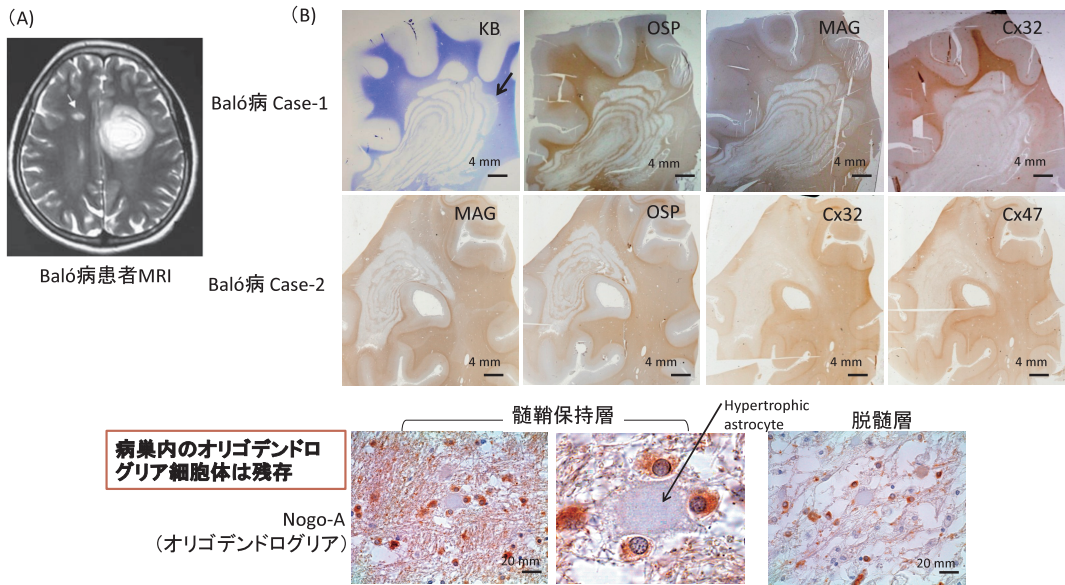 (A)
Baló病患者MRI
(B)
Baló病 Case-1
KB
OSP
MAG
Cx32
4 mm
4 mm
4 mm
4 mm
Baló病 Case-2
MAG
OSP
Cx32
Cx47
4 mm
4 mm
4 mm
4 mm
髄鞘保持層
Hypertrophic
astrocyte
脱髄層
病巣内のオリゴデンドロ
グリア細胞体は残存
Nogo-A
(オリゴデンドログリア)
20 mm
20 mm